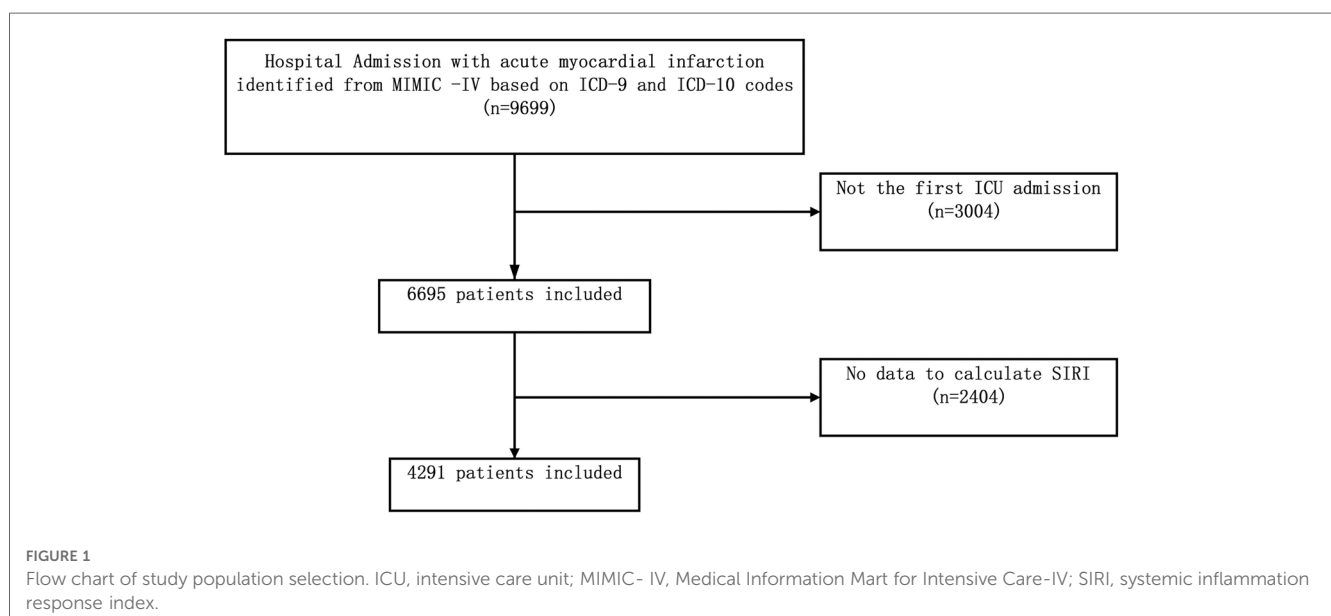 Hospital Admission with acute myocardial infarction
identified from MIMIC -IV based on ICD-9 and ICD-10 codes
(n=9699)
Not the first ICU admission
(n=3004)
6695 patients included
No data to calculate SIRI
(n=2404)
4291 patients included
FIGURE 1
Flow chart of study population selection. ICU, intensive care unit; MIMIC- IV, Medical Information Mart for Intensive Care-IV; SIRI, systemic inflammation
response index.